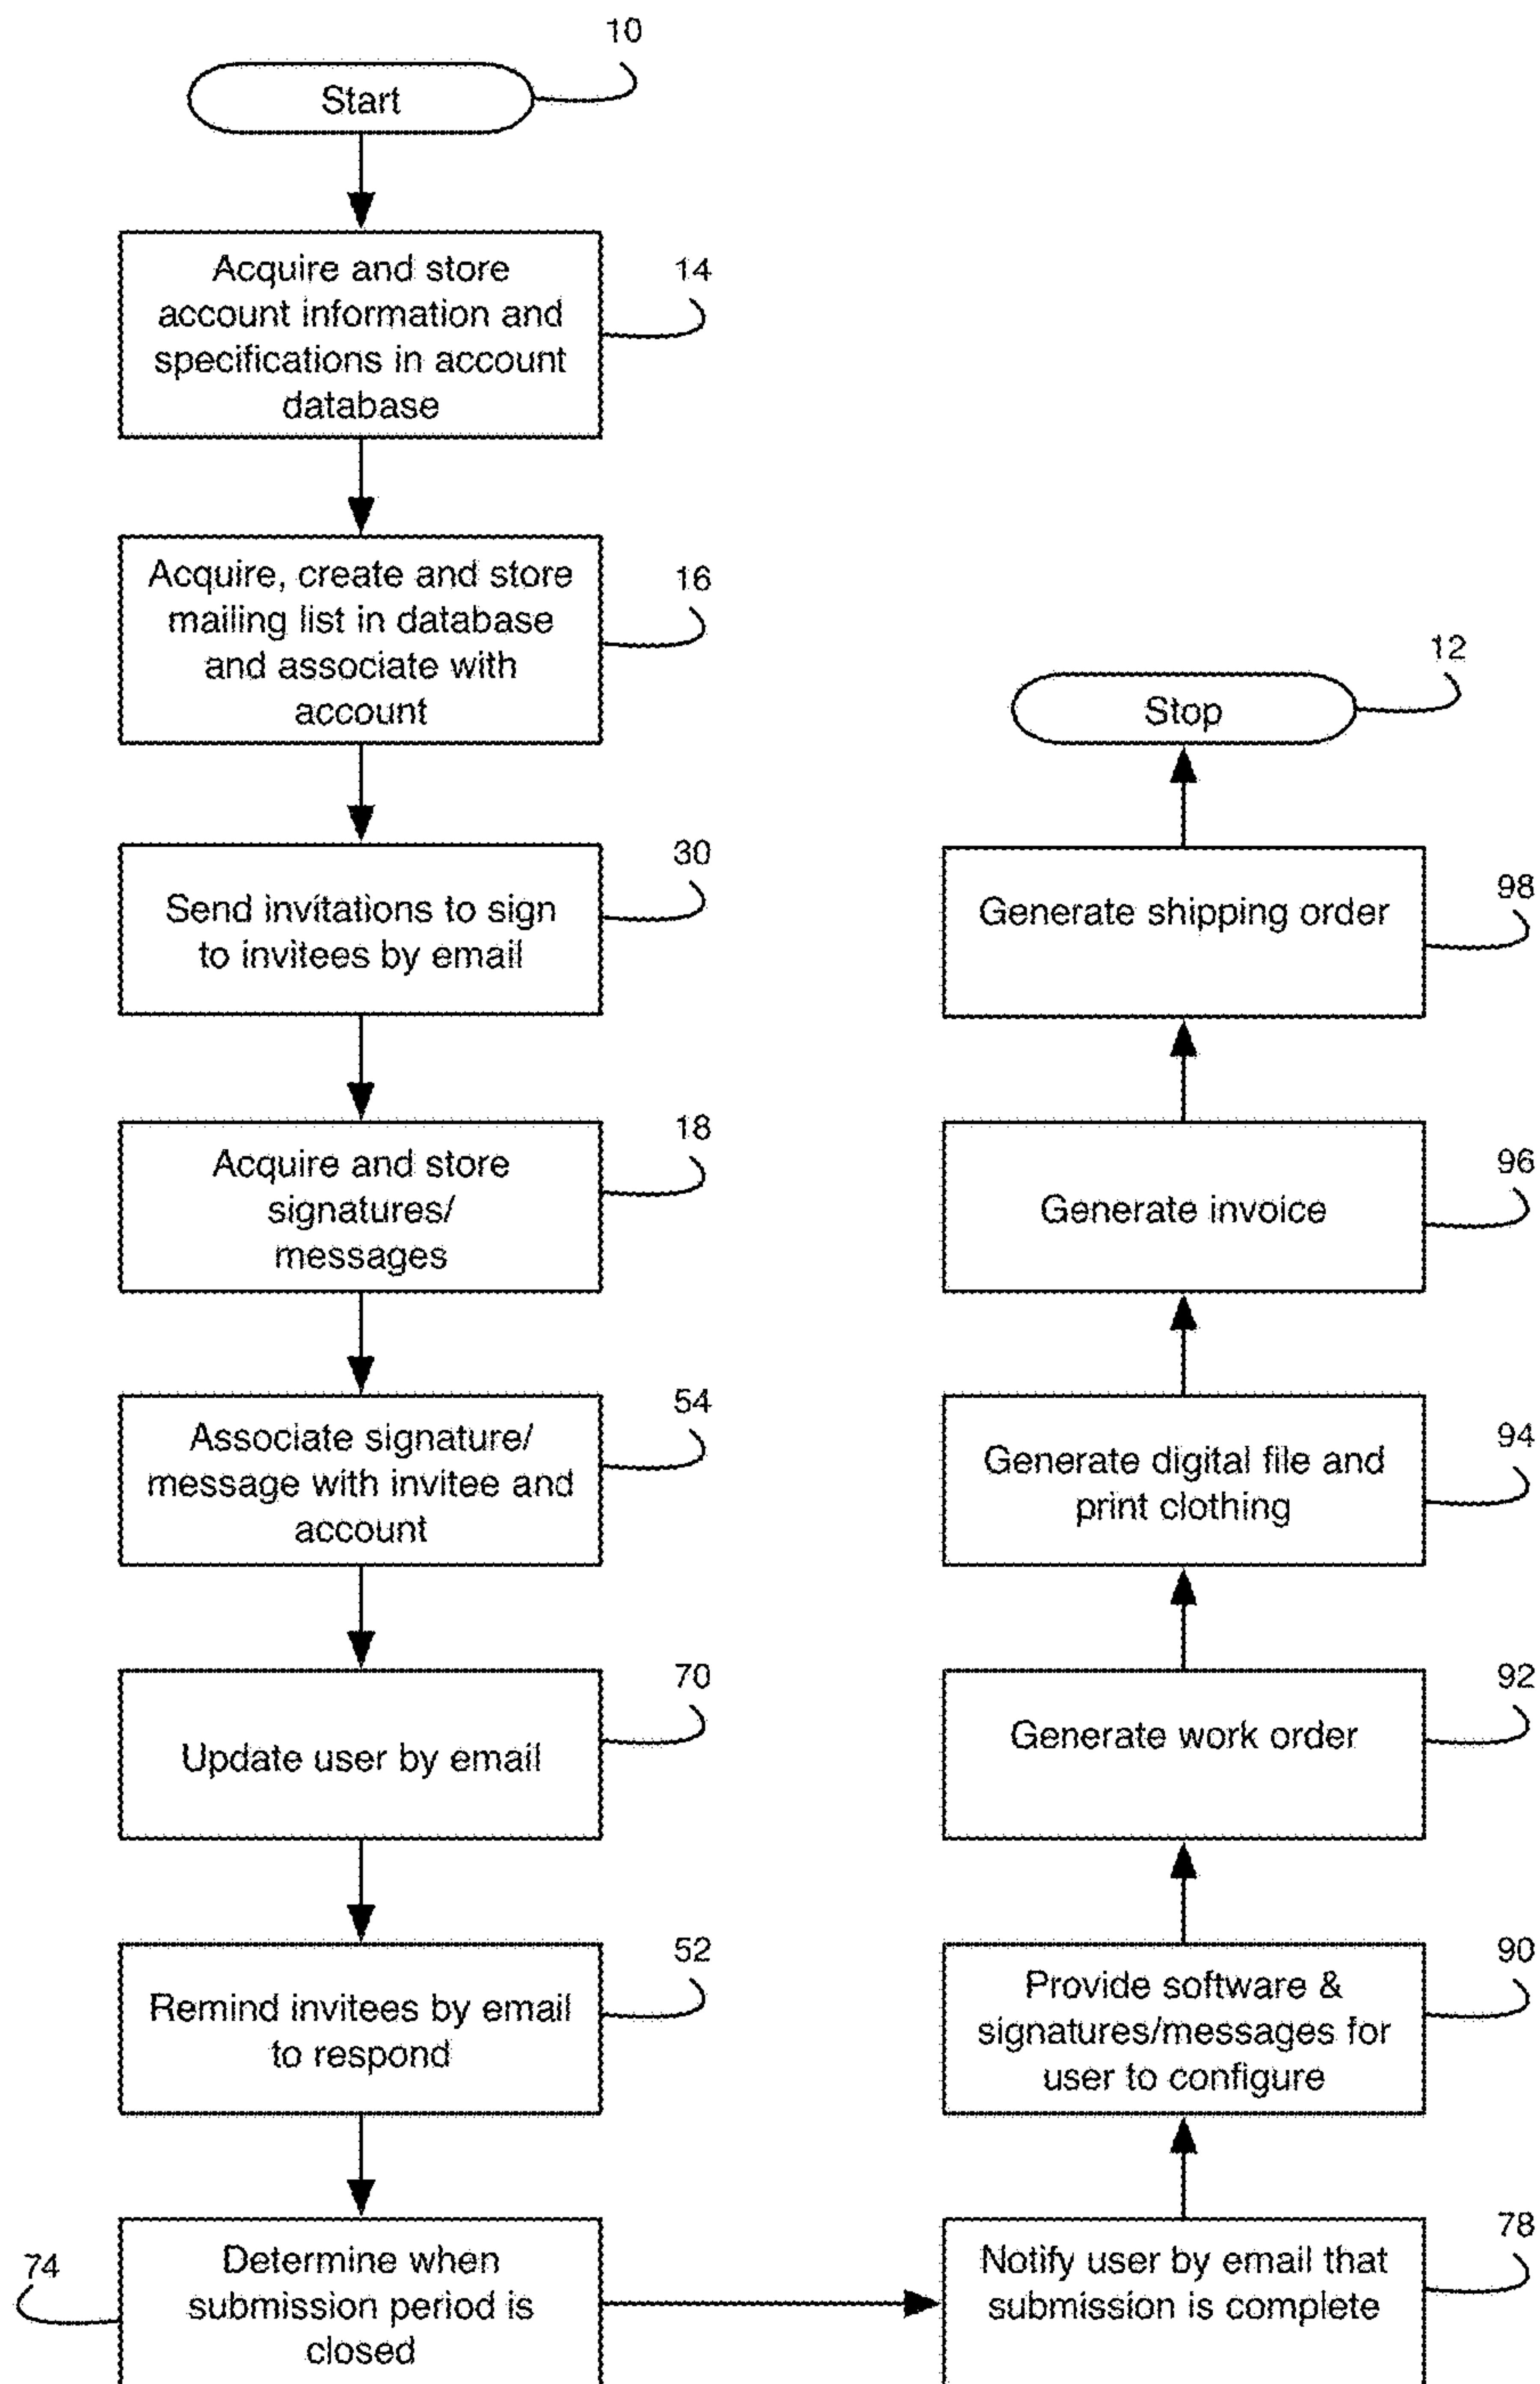 10
Start
Acquire and store
account information and
specifications in account
database
14
Acquire, create and store
mailing list in database
and associate with
account
16
Send invitations to sign
to invitees by email
30
Acquire and store
signatures/
messages
18
Associate signature/
message with invitee and
account
54
Update user by email
70
Remind invitees by email
to respond
52
74
Determine when
submission period is
closed
Notify user by email that
submission is complete
78
Provide software &
signatures/messages for
user to configure
90
Generate work order
92
Generate digital file and
print clothing
94
Generate invoice
96
Generate shipping order
98
Stop
12